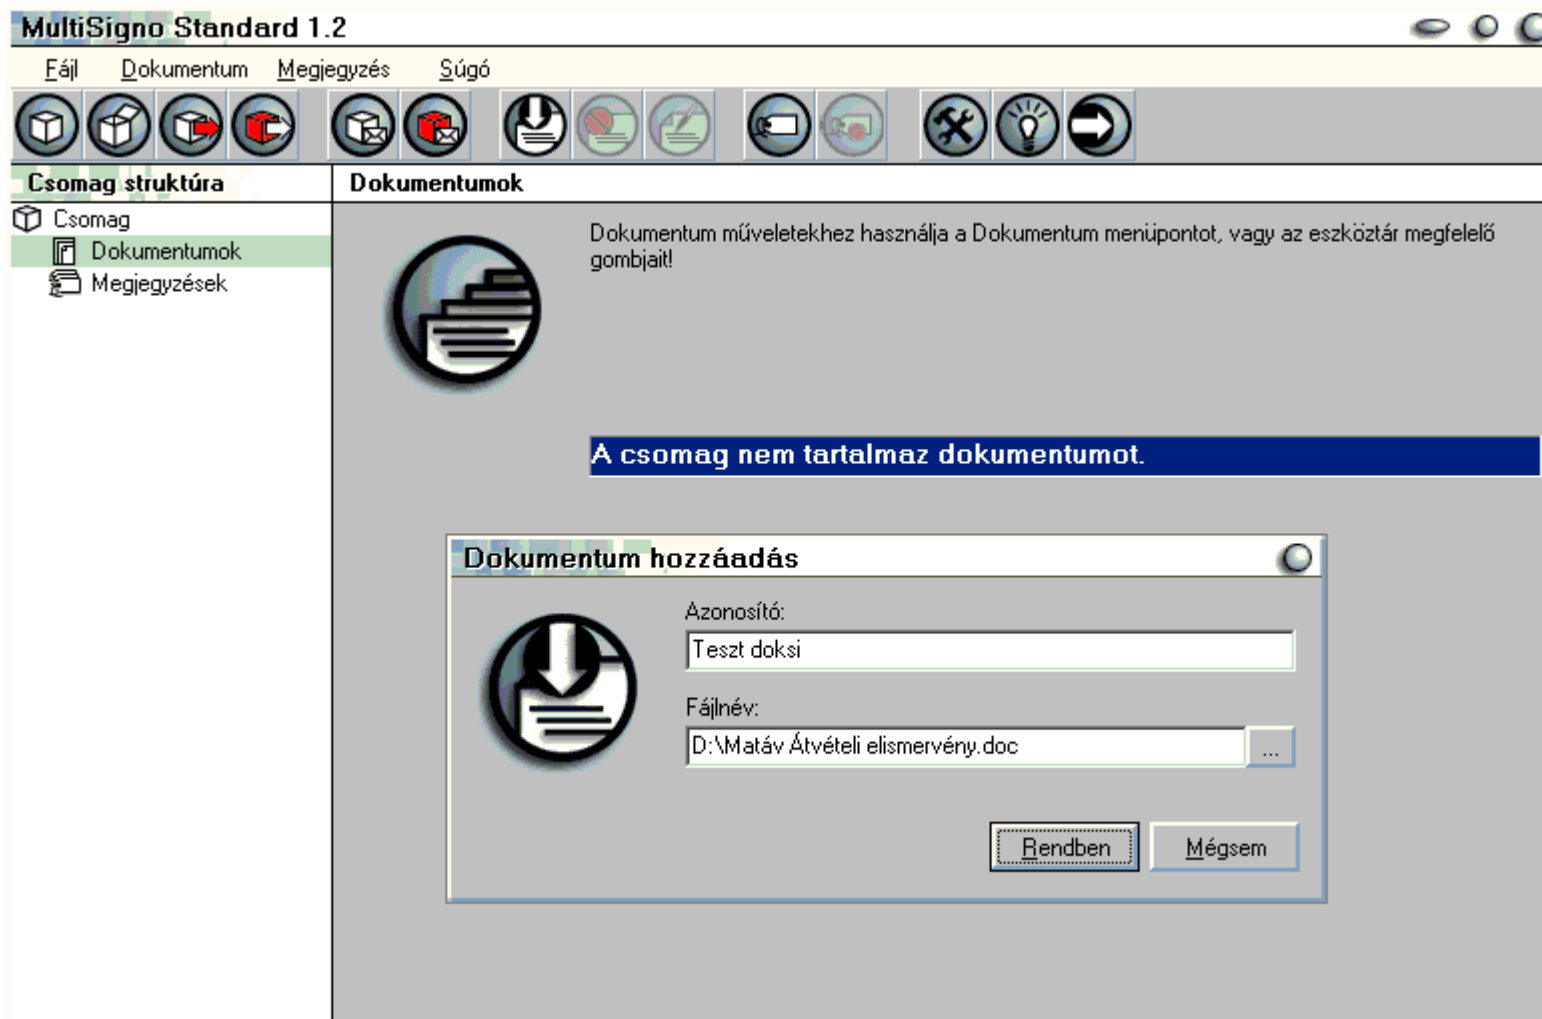 MultiSigno Standard 1.2
Fájl Dokumentum Megjegyzés Súgó
Csomag struktúra
Csomag
Dokumentumok
Megjegyzések
Dokumentumok
Dokumentum műveletekhez használja a Dokumentum menüpontot, vagy az eszköztár megfelelő
gombjait!
A csomag nem tartalmaz dokumentumot.
Dokumentum hozzáadás
Azonosító:
Teszt doksi
Fájlnév:
D:\Matáv Átvételi elismervény.doc
...
Rendben Mégsem